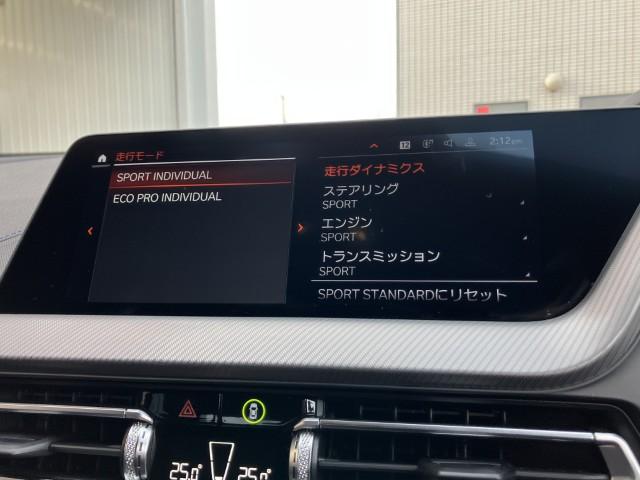 走行モード
12 2:12pm
SPORT INDIVIDUAL
ECO PRO INDIVIDUAL
走行ダイナミクス
ステアリング
SPORT
エンジン
SPORT
トランスミッション
SPORT
SPORT STANDARDにリセット
25.0° 25.0°